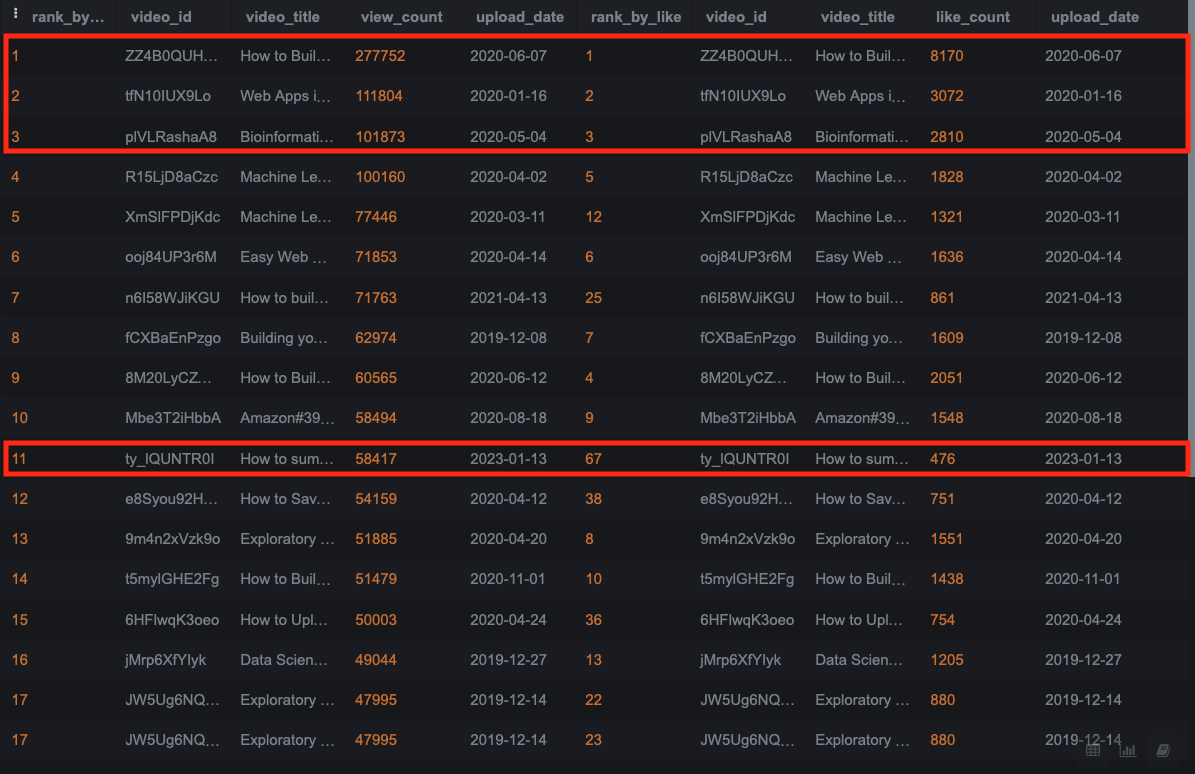 rank_by... video_id video_title view_count upload_date rank_by_like video_id video_title like_count upload_date
1 ZZ4B0QUH... How to Buil... 277752 2020-06-07 1 ZZ4B0QUH... How to Buil... 8170 2020-06-07
2 tfN10IUX9Lo Web Apps i... 111804 2020-01-16 2 tfN10IUX9Lo Web Apps i... 3072 2020-01-16
3 plVLRashaA8 Bioinformati... 101873 2020-05-04 3 plVLRashaA8 Bioinformati... 2810 2020-05-04
4 R15LjD8aCzc Machine Le... 100160 2020-04-02 5 R15LjD8aCzc Machine Le... 1828 2020-04-02
5 XmSlFPDjKdc Machine Le... 77446 2020-03-11 12 XmSlFPDjKdc Machine Le... 1321 2020-03-11
6 ooj84UP3r6M Easy Web ... 71853 2020-04-14 6 ooj84UP3r6M Easy Web ... 1636 2020-04-14
7 n6I58WJiKGU How to buil... 71763 2021-04-13 25 n6I58WJiKGU How to buil... 861 2021-04-13
8 fCXBaEnPzgo Building yo... 62974 2019-12-08 7 fCXBaEnPzgo Building yo... 1609 2019-12-08
9 8M20LyCZ... How to Buil... 60565 2020-06-12 4 8M20LyCZ... How to Buil... 2051 2020-06-12
10 Mbe3T2iHbbA Amazon#39... 58494 2020-08-18 9 Mbe3T2iHbbA Amazon#39... 1548 2020-08-18
11 ty_lQUNTR0I How to sum... 58417 2023-01-13 67 ty_lQUNTR0I How to sum... 476 2023-01-13
12 e8Syou92H... How to Sav... 54159 2020-04-12 38 e8Syou92H... How to Sav... 751 2020-04-12
13 9m4n2xVzk9o Exploratory ... 51885 2020-04-20 8 9m4n2xVzk9o Exploratory ... 1551 2020-04-20
14 t5mylGHE2Fg How to Buil... 51479 2020-11-01 10 t5mylGHE2Fg How to Buil... 1438 2020-11-01
15 6HFlwqK3oeo How to Upl... 50003 2020-04-24 36 6HFlwqK3oeo How to Upl... 754 2020-04-24
16 jMrp6XfYlyk Data Scien... 49044 2019-12-27 13 jMrp6XfYlyk Data Scien... 1205 2019-12-27
17 JW5Ug6NQ... Exploratory ... 47995 2019-12-14 22 JW5Ug6NQ... Exploratory ... 880 2019-12-14
17 JW5Ug6NQ... Exploratory ... 47995 2019-12-14 23 JW5Ug6NQ... Exploratory ... 880 2019-12-14